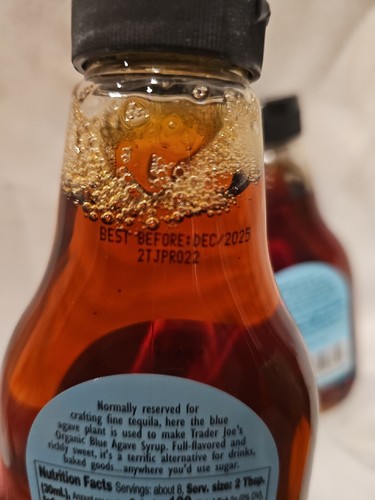 BEST BEFORE:DEC/2025
2TJPRO22
Normally reserved for
crafting fine tequila, here the blue
agave plant is used to make Trader Joe's
Organic Blue Agave Syrup. Full-flavored and
richly sweet, it's a terrific alternative for drinks,
baked goods...anywhere you'd use sugar.
Nutrition Facts Servings: about 8, Serv. size: 2 Tbsp.
(30mL),